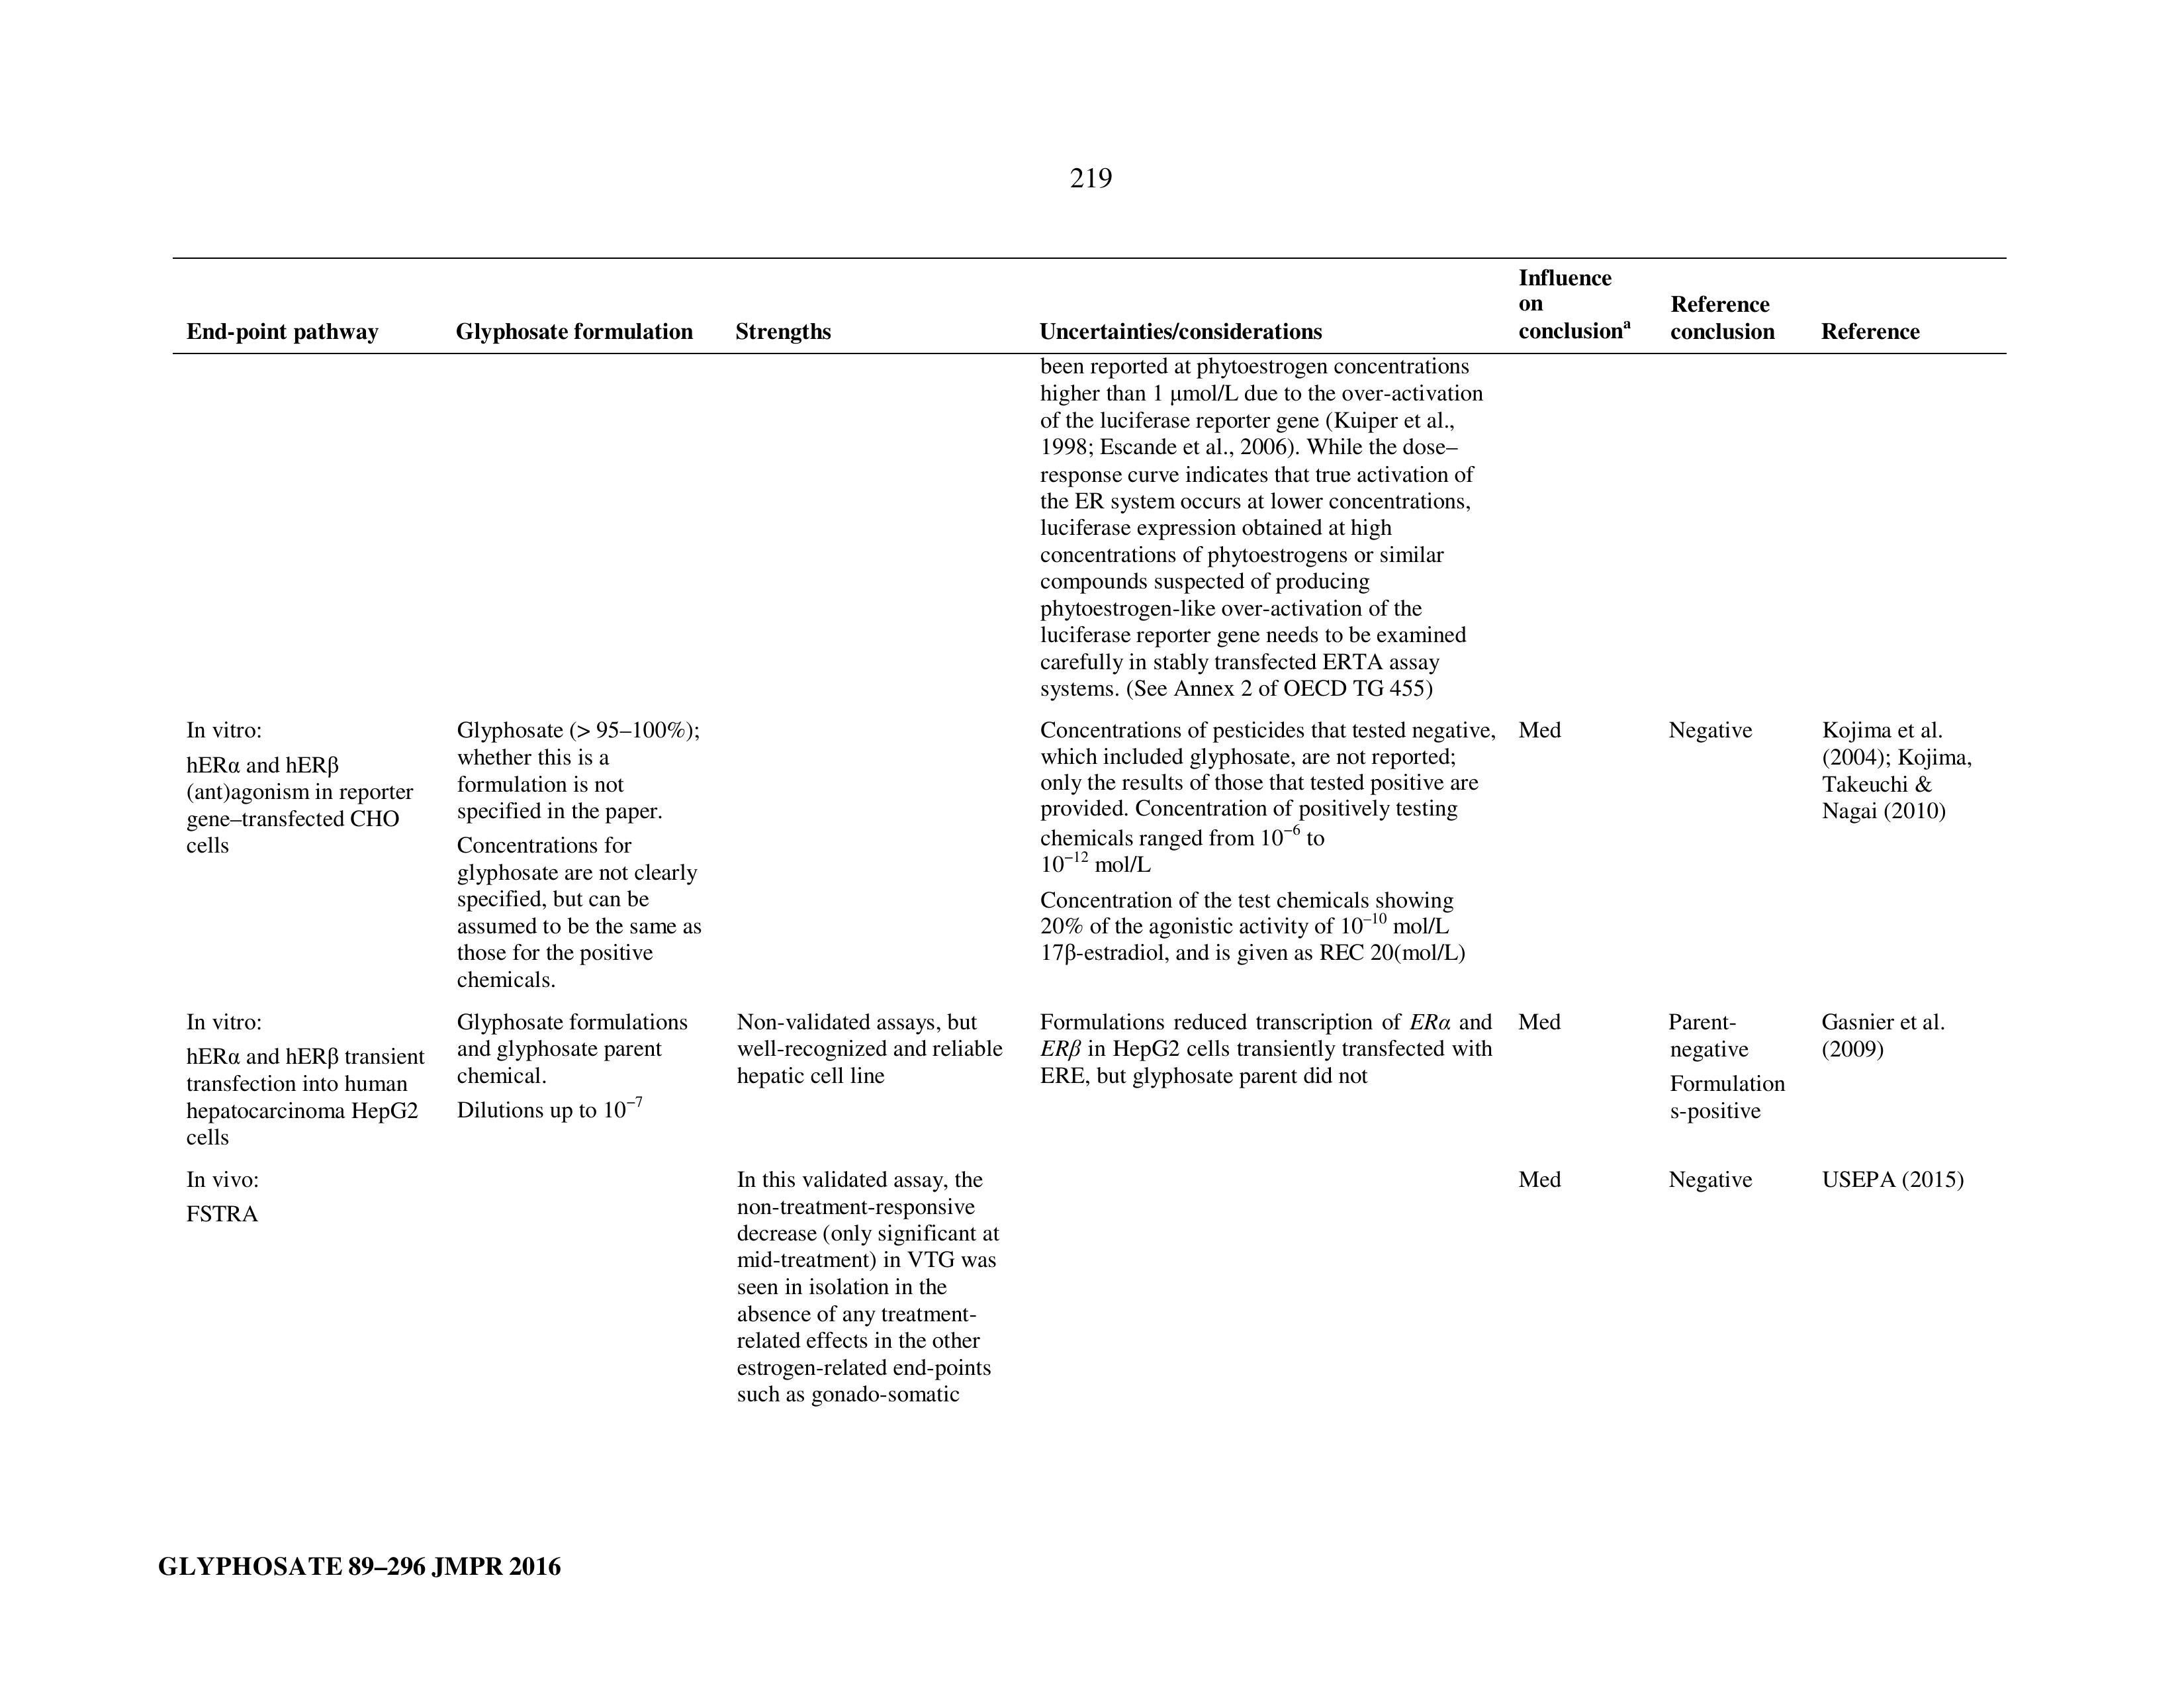 219
Influence
on
conclusionᵃ
Reference
conclusion
End-point pathway Glyphosate formulation Strengths Uncertainties/considerations Reference
been reported at phytoestrogen concentrations
higher than 1 µmol/L due to the over-activation
of the luciferase reporter gene (Kuiper et al.,
1998; Escande et al., 2006). While the dose–
response curve indicates that true activation of
the ER system occurs at lower concentrations,
luciferase expression obtained at high
concentrations of phytoestrogens or similar
compounds suspected of producing
phytoestrogen-like over-activation of the
luciferase reporter gene needs to be examined
carefully in stably transfected ERTA assay
systems. (See Annex 2 of OECD TG 455)
In vitro:
hERα and hERβ
(ant)agonism in reporter
gene–transfected CHO
cells
Glyphosate (> 95–100%);
whether this is a
formulation is not
specified in the paper.
Concentrations for
glyphosate are not clearly
specified, but can be
assumed to be the same as
those for the positive
chemicals.
Concentrations of pesticides that tested negative,
which included glyphosate, are not reported;
only the results of those that tested positive are
provided. Concentration of positively testing
chemicals ranged from 10⁻⁶ to
10⁻¹² mol/L
Concentration of the test chemicals showing
20% of the agonistic activity of 10⁻¹⁰ mol/L
17β-estradiol, and is given as REC 20(mol/L)
Med
Negative
Kojima et al.
(2004); Kojima,
Takeuchi &
Nagai (2010)
In vitro:
hERα and hERβ transient
transfection into human
hepatocarcinoma HepG2
cells
Glyphosate formulations
and glyphosate parent
chemical.
Dilutions up to 10⁻⁷
Non-validated assays, but
well-recognized and reliable
hepatic cell line
Formulations reduced transcription of ERα and
ERβ in HepG2 cells transiently transfected with
ERE, but glyphosate parent did not
Med
Parent-
negative
Formulation
s-positive
Gasnier et al.
(2009)
In vivo:
FSTRA
In this validated assay, the
non-treatment-responsive
decrease (only significant at
mid-treatment) in VTG was
seen in isolation in the
absence of any treatment-
related effects in the other
estrogen-related end-points
such as gonado-somatic
Med
Negative
USEPA (2015)
GLYPHOSATE 89–296 JMPR 2016